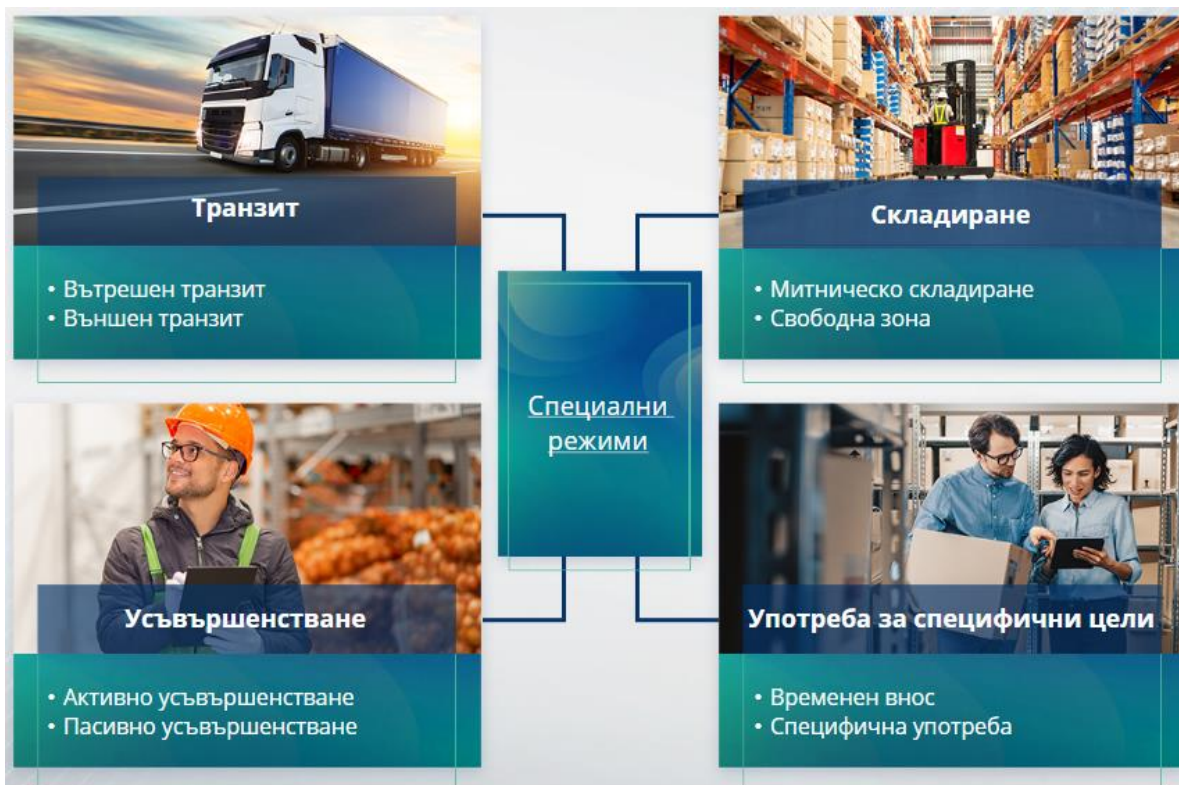 Транзит
• Вътрешен транзит
• Външен транзит
Складиране
• Митническо складиране
• Свободна зона
Специални
режими
Усъвършенстване
• Активно усъвършенстване
• Пасивно усъвършенстване
Употреба за специфични цели
• Временен внос
• Специфична употреба